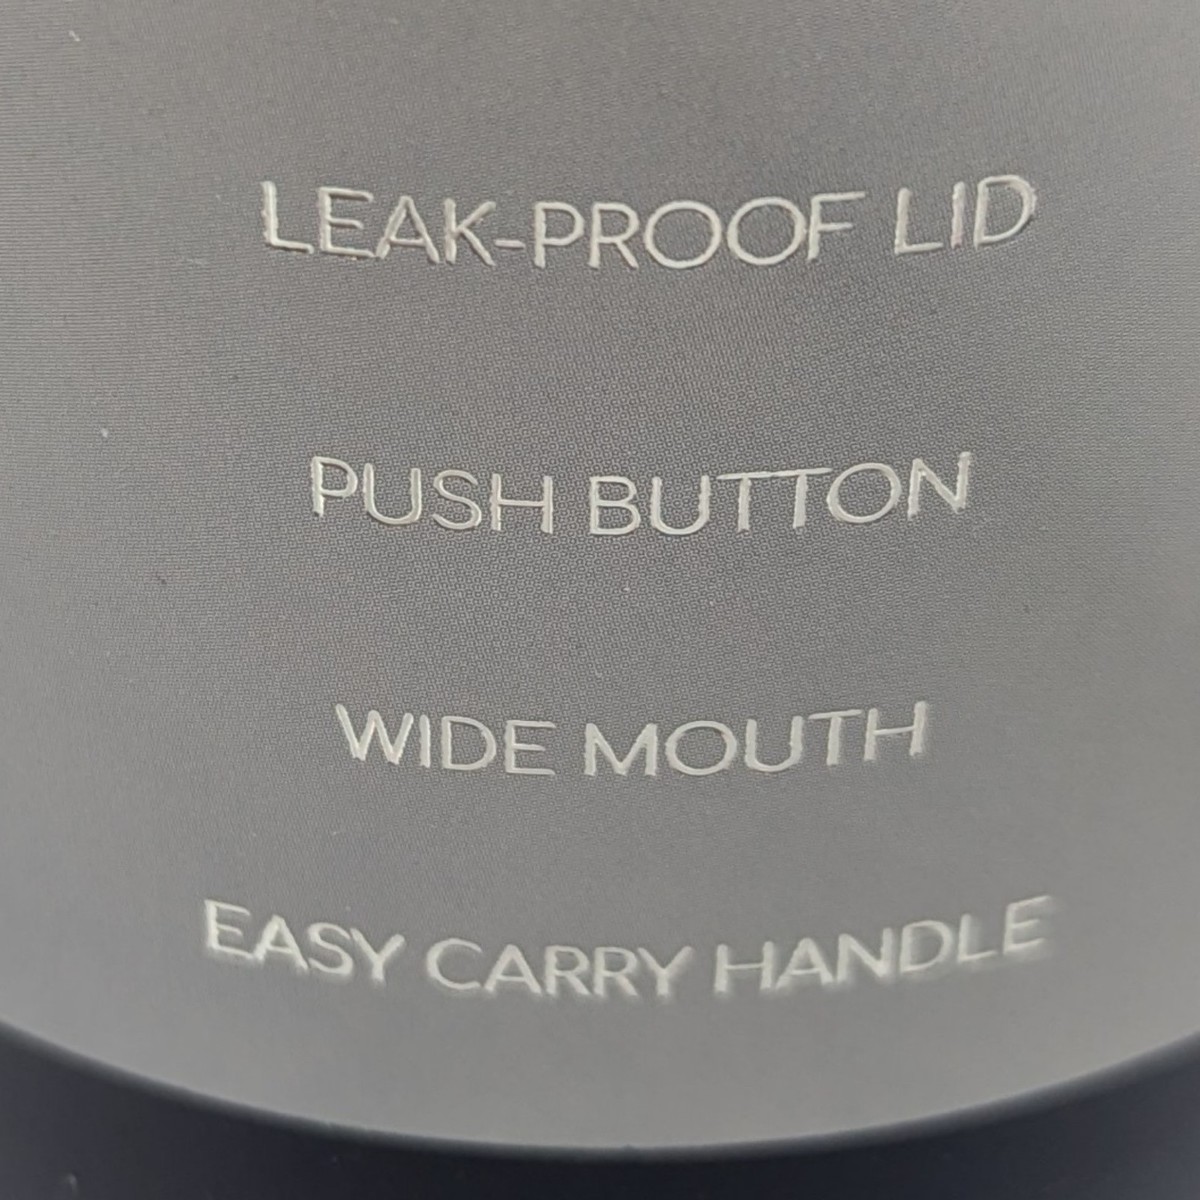 LEAK-PROOF LID
PUSH BUTTON
WIDE MOUTH
EASY CARRY HANDLE